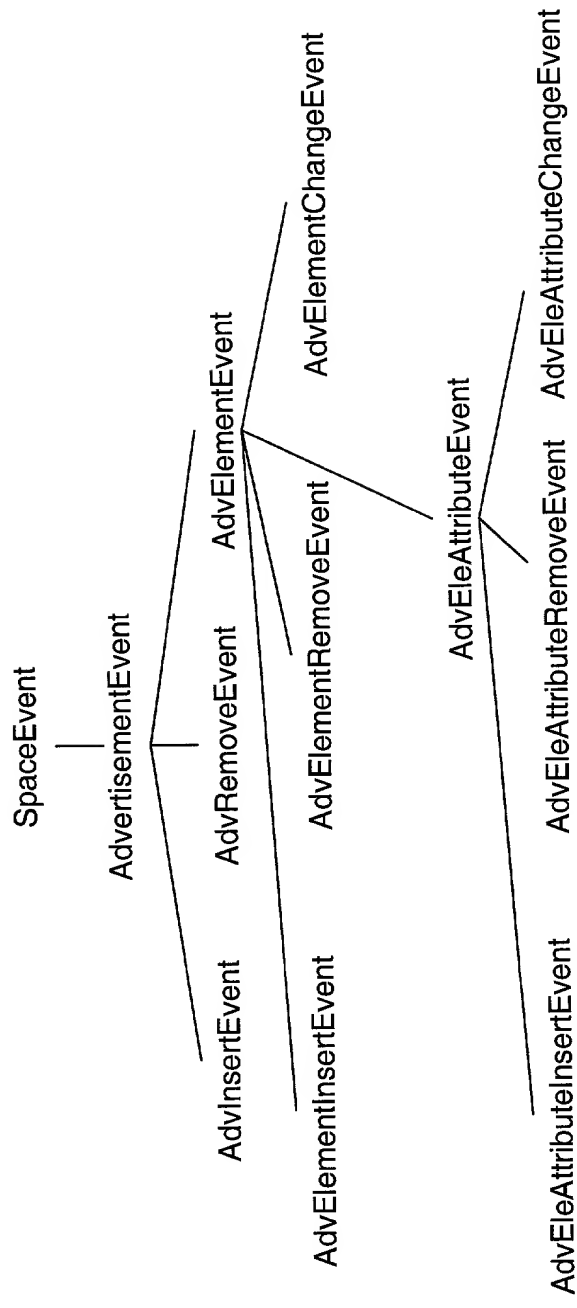 SpaceEvent
AdvertisementEvent
AdvInsertEvent
AdvRemoveEvent
AdvElementEvent
AdvElementInsertEvent
AdvElementRemoveEvent
AdvElementChangeEvent
AdvEleAttributeEvent
AdvEleAttributeInsertEvent
AdvEleAttributeRemoveEvent
AdvEleAttributeChangeEvent